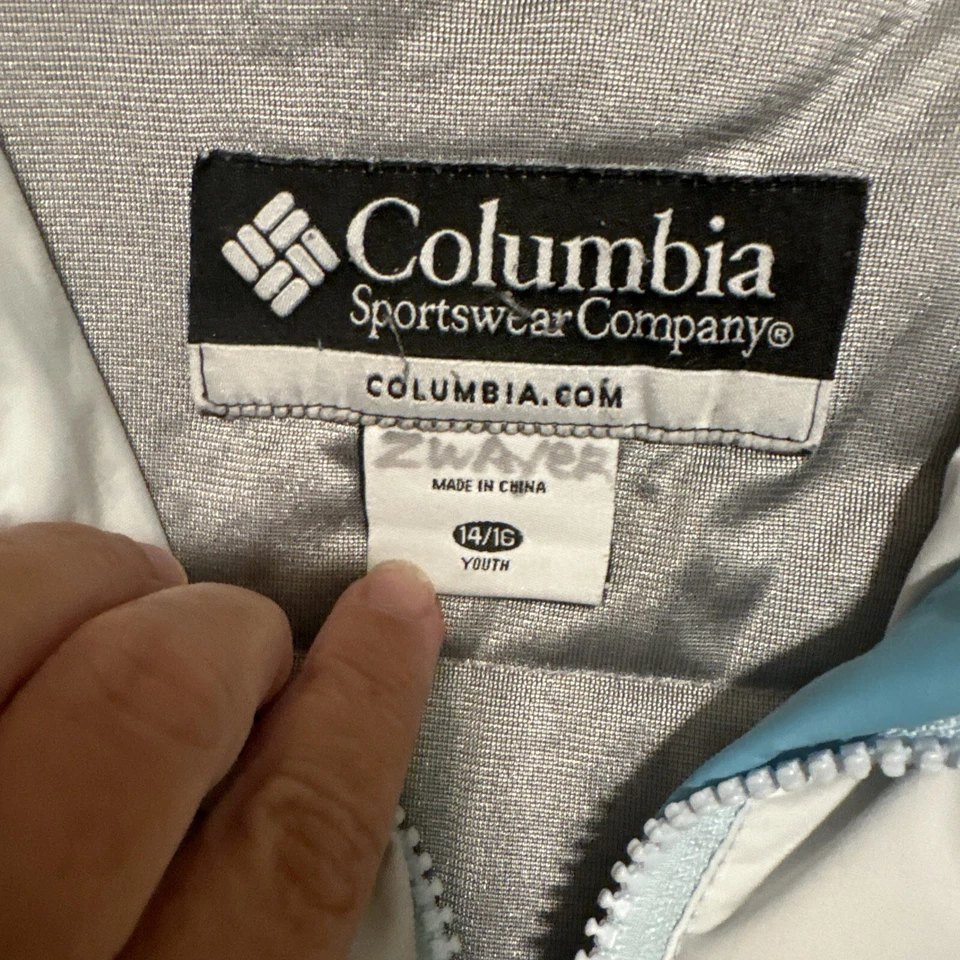 Columbia
Sportswear Company®
COLUMBIA.COM
MADE IN CHINA
14/16
YOUTH